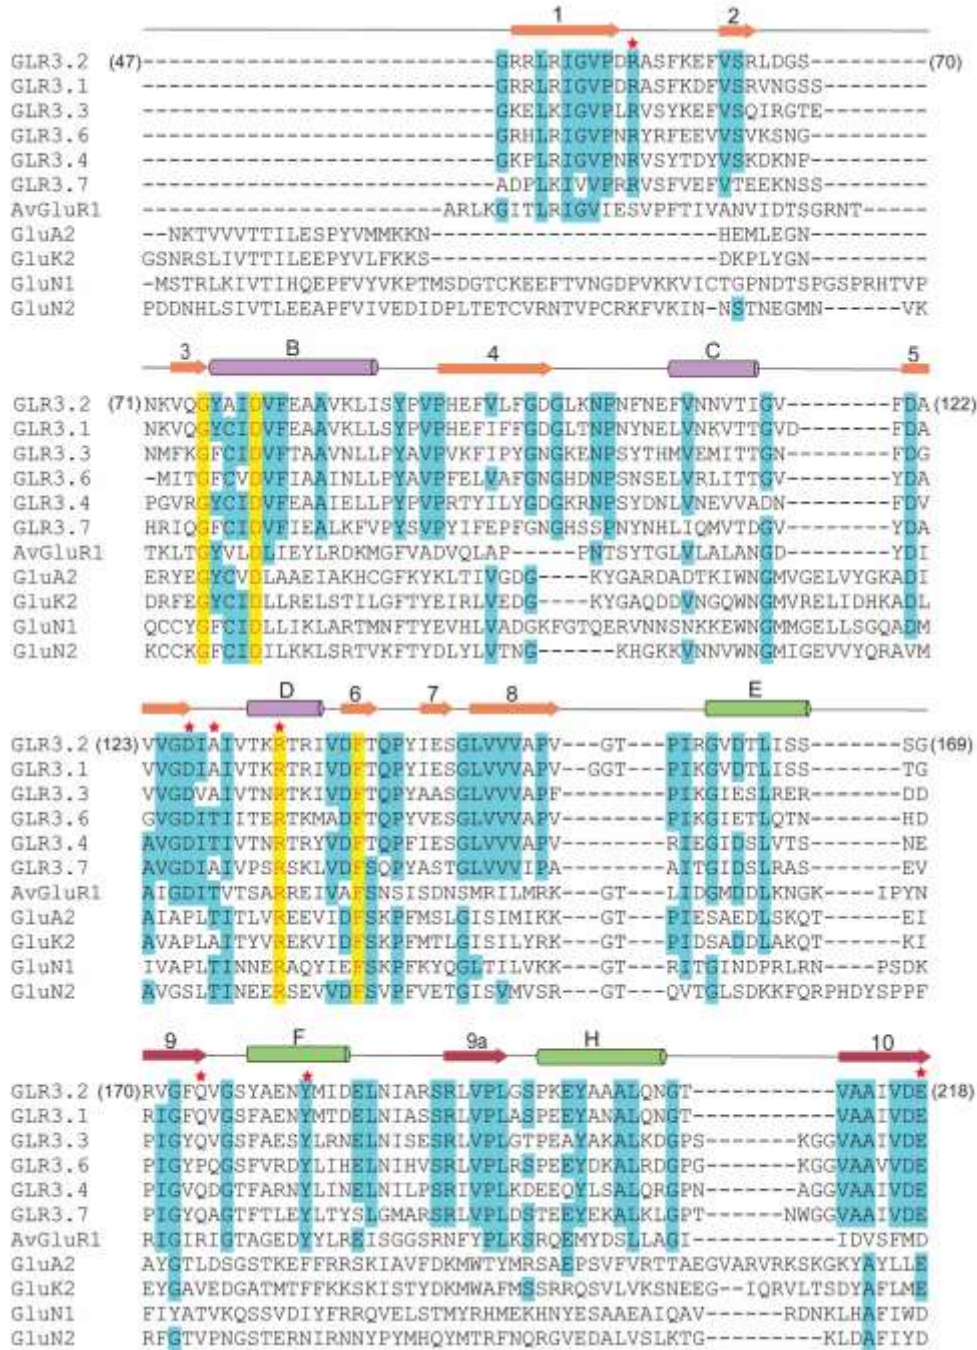 1 2
GLR3.2 (47)-----------------------------GRRLRIGVPDRASFKEFVSRLDGS---------(70)
GLR3.1 -----------------------------GRRLRIGVPDRASFKDFVSRVNGSS--------
GLR3.3 -----------------------------GKELKIGVPLRVSYKEFVSQIRGTE--------
GLR3.6 -----------------------------GRHLRIGVPNRYRFEEVVSVKSNG---------
GLR3.4 -----------------------------GKPLRIGVPNRVSYTDYVSKDKNP---------
GLR3.7 -----------------------------ADPLKIVVPRRVSFVEFVTEEKNSS--------
AvGluR1 ------------------------ARLKGITLRIGVIESVPFTIVANVIDTSGRNT-----
GluA2 --NKTVVVTTILESPYVMMKKN-----------------------HEMLEGN----------
GluK2 GSNRSLIVTTILEEPYVLFKKS-----------------------DKPLYGN----------
GluN1 -MSTRLKIVTIHQEPFVYVKPTMSDGTCKEEFTVNGDPVKKVICTGPNDTSPGSPRHTVP
GluN2 PDDNHLSIVTLEEAPFVIVEDIDPLTETCVRNTVPCRKFVKIN-NSTNEGMN-----VK
3 B 4 C 5
GLR3.2 (71) NKVQGYAIDVFEAAVKLISYPVPHEFVLFGDGLKNPNFNEFVNNVTIGV--------FDA (122)
GLR3.1 NKVQGYCIDVFEAAVKLLSYPVPHEFIFFGDGLTNPNYNELVNKVTTGVD-------FDA
GLR3.3 NMFKGFCIDVFTAAVNLLPYAVPVKFIPYGNGKENPSYTHMVEMITTGN--------FDG
GLR3.6 -MITGFCVDVFIAAINLLPYAVPFELVAFGNGHDNPSNSELVRLITTGV--------YDA
GLR3.4 PGVRGYCIDVFEAAIELLPYPVPRTYILYGDGKRNPSYDNLVNEVVADN--------FDV
GLR3.7 HRIQGFCIDVFIEALKFVPYSVPYIFEPFGNGHSSPNYNHLIQMVTDGV--------YDA
AvGluR1 TKLTGYVLDLIEYLRDKMGFVADVQLAP-----PNTSYTGLVLALANGD--------YDI
GluA2 ERYEGYCVDLAAEIAKHCGFKYKLTIVGDG----KYGARDADTKIWNGMVGELVYGKADI
GluK2 DRFEGYCIDLLRELSTILGFTYEIRLVEDG----KYGAQDDVNGQWNGMVRELIDHKADL
GluN1 QCCYGFCIDLLIKLARTMNFTYEVHLVADGKFGTQERVNNSNKKEWNGMMGELLSGQADM
GluN2 KCCKGFCIDILKKLSRTVKFTYDLYLVTNG------KHGKKVNNVWNGMIGEVVYQRAVM
D 6 7 8 E
GLR3.2 (123) VVGDIAIVTKRTRIVDFTQPYIESGLVVVAPV---GT---PIRGVDTLISS-------SG(169)
GLR3.1 VVGDIAIVTKRTRIVDFTQPYIESGLVVVAPV---GGT--PIKGVDTLISS-------TG
GLR3.3 VVGDVAIVTNRTKIVDFTQPYAASGLVVVAPF--------PIKGIESLRER-------DD
GLR3.6 GVGDITIITERTKMADFTQPYVESGLVVVAPV--------PIKGIETLQTN-------HD
GLR3.4 AVGDITIVTNRTRYVDFTQPFIESGLVVVAPV--------RIEGIDSLVTS-------NE
GLR3.7 AVGDIAIVPSRSKLVDFSQPYASTGLVVVIPA--------AITGIDSLRAS-------EV
AvGluR1 AIGDITVTSARREIVAFSNSISDNSMRILMRK---GT---LIDGMDDLKNGK----IPYN
GluA2 AIAPLTITLVREEVIDFSKPFMSLGISIMIKK---GT---PIESAEDLSKQT-----EI
GluK2 AVAPLAITYVREKVIDFSKPFMTLGISILYRK---GT---PIDSADDLAKQT-----KI
GluN1 IVAPLTINNERAQYIEFSKPFKYQGLTILVKK---GT---RITGINDPRLRN----PSDK
GluN2 AVGSLTINEERSEVVDFSVPFVETGISVMVSR---GT---QVTGLSDKKFQRPHDYSPPF
9 F 9a H 10
GLR3.2 (170) RVGFQVGSYAENYMIDELNIARSRLVPLGSPKEYAAALQNGT-----------VAAIVDE (218)
GLR3.1 RIGFQVGSFAENYMIDELNIARSRLVPLASPEEYANALQNGT-----------VAAIVDE
GLR3.3 PIGYQVGSFAESYLRNELNISESRLVPLGTPEAYAKALKDGPS-------KGGVAAIVDE
GLR3.6 PIGYPQGSFVRDYLIHELNIHVSRLVPLRSPEEYDKALRDGPG-------KGGVAAVVDE
GLR3.4 PIGVQDGTFARNYLINELNILPSRIVPLKDEEQYLSALQRGPN-------AGGVAAIVDE
GLR3.7 PIGYQAGTFTLEYLTYSLGMARSRLVPLDSTEEYEKALKLGPT-------NWGGVAAIVDE
AvGluR1 RIGIRIGTAGEDYYLREISGGSRNFYPLKSRQEMYDSLLAGI-----------IDVSFMD
GluA2 AYGTLDSGSTKEFFRRSKIAVFDKMWTYMRSAEPSVFVRTTAEGVARVRKSKGKYAYLLE
GluK2 EYGAVEDGATMTFFKKSKISTYDKMWAFMSSRRQSVLVKSNEEG--IQRVLTSDYAFLME
GluN1 FIYATVKQSSVDIYFRRQVELSTMYRHMEKHNYESAAEAIQAV------RDNKLHAFIWD
GluN2 RFGTVPNGSTERNIRNNYPYMHQYMTRFNQRGVEDALVSLKTG--------KLDAFIYD